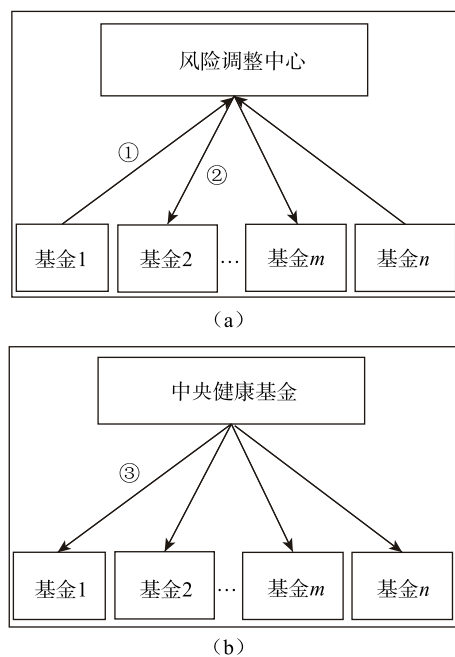 风险调整中心
①
②
基金1 基金2 … 基金m 基金n
（a）
中央健康基金
③
基金1 基金2 … 基金m 基金n
（b）